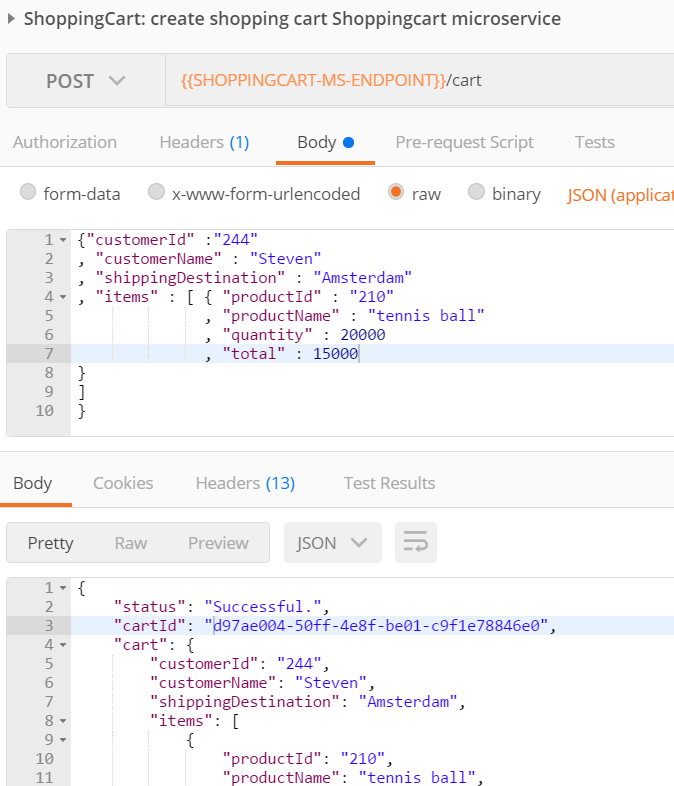 ShoppingCart: create shopping cart Shoppingcart microservice
POST {{SHOPPINGCART-MS-ENDPOINT}}/cart
Authorization Headers (1) Body Pre-request Script Tests
form-data x-www-form-urlencoded raw binary JSON (applicat
1 {"customerId" :"244"
2 , "customerName" : "Steven"
3 , "shippingDestination" : "Amsterdam"
4 , "items" : [ { "productId" : "210"
5 , "productName" : "tennis ball"
6 , "quantity" : 20000
7 , "total" : 15000
8 }
9 ]
10 }
Body Cookies Headers (13) Test Results
Pretty Raw Preview JSON
1 {
2 "status": "Successful.",
3 "cartId": "d97ae004-50ff-4e8f-be01-c9f1e78846e0",
4 "cart": {
5 "customerId": "244",
6 "customerName": "Steven",
7 "shippingDestination": "Amsterdam",
8 "items": [
9 {
10 "productId": "210",
11 "productName": "tennis ball",